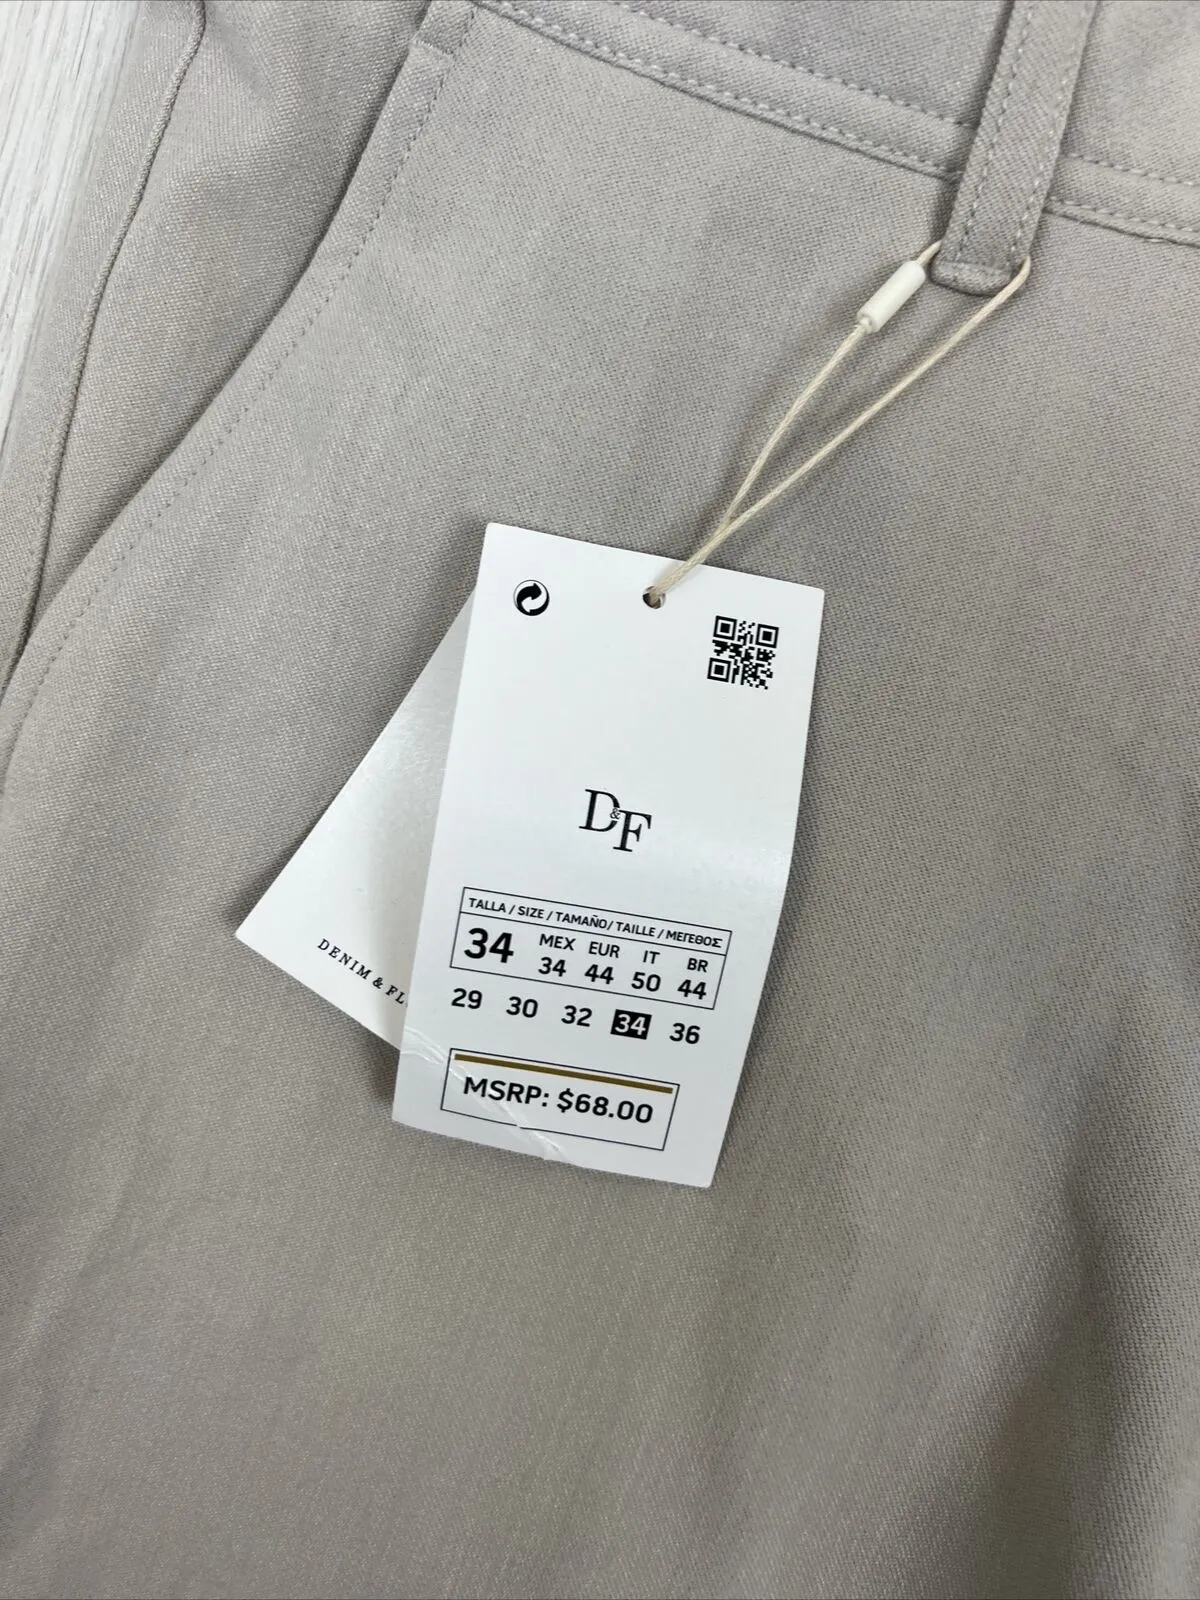 D&F
TALLA / SIZE / TAMAÑO / TAILLE / ΜΕΓΕΘΟΣ
34 MEX 34 EUR 44 IT 50 BR 44
29 30 32 34 36
MSRP: $68.00
DENIM &